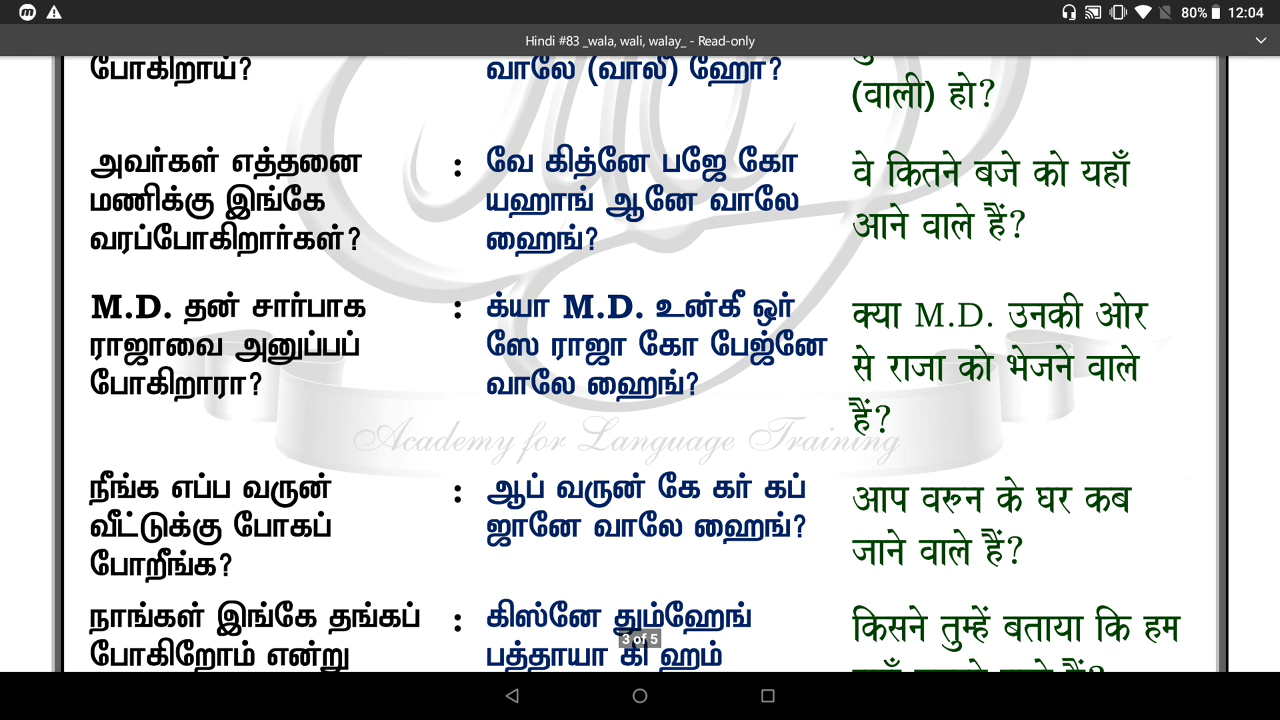 80% 12:04
Hindi #83 _wala, wali, walay_ - Read-only
போகிறாய்? வாலே (வாலீ) ஹோ?
(वाली) हो?
அவர்கள் எத்தனை : வே கித்னே பஜே கோ वे कितने बजे को यहाँ
மணிக்கு இங்கே யஹாங் ஆனே வாலே आने वाले हैं?
வரப்போகிறார்கள்? ஹைங்?
M.D. தன் சார்பாக : க்யா M.D. உன்கீ ஒர் क्या M.D. उनकी ओर
ராஜாவை அனுப்பப் ஸே ராஜா கோ பேஜ்னே से राजा को भेजने वाले
போகிறாரா? வாலே ஹைங்? हैं?
Academy for Language Training
நீங்க எப்ப வருன் : ஆப் வருன் கே கர் கப் आप वरून के घर कब
வீட்டுக்கு போகப் ஜானே வாலே ஹைங்? जाने वाले हैं?
போறீங்க?
நாங்கள் இங்கே தங்கப் : கிஸ்னே தும்ஹேங் किसने तुम्हें बताया कि हम
3 of 5
போகிறோம் என்று பத்தாயா கி ஹம்